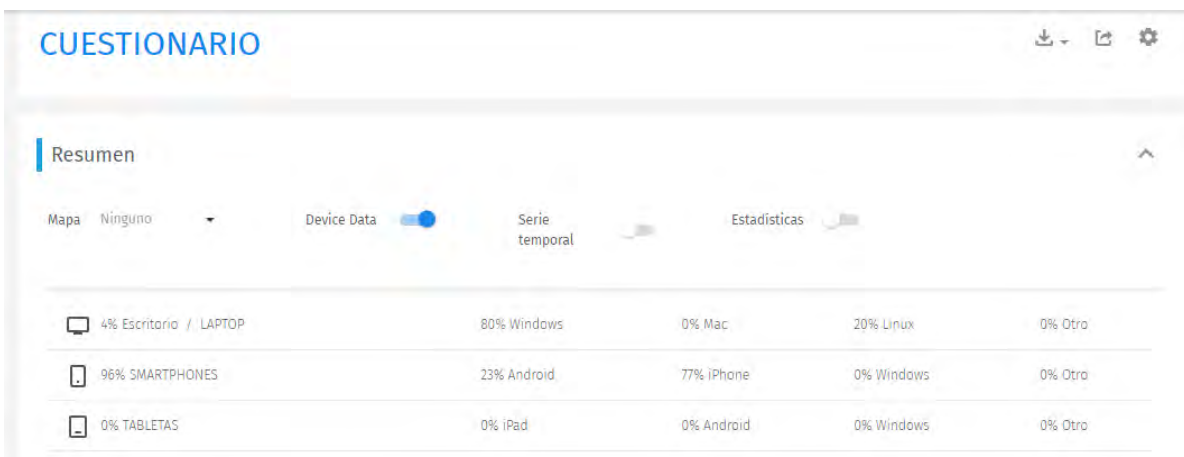 CUESTIONARIO
Resumen
Mapa Ninguno Device Data Serie temporal Estadísticas
4% Escritorio / LAPTOP 80% Windows 0% Mac 20% Linux 0% Otro
96% SMARTPHONES 23% Android 77% iPhone 0% Windows 0% Otro
0% TABLETAS 0% iPad 0% Android 0% Windows 0% Otro